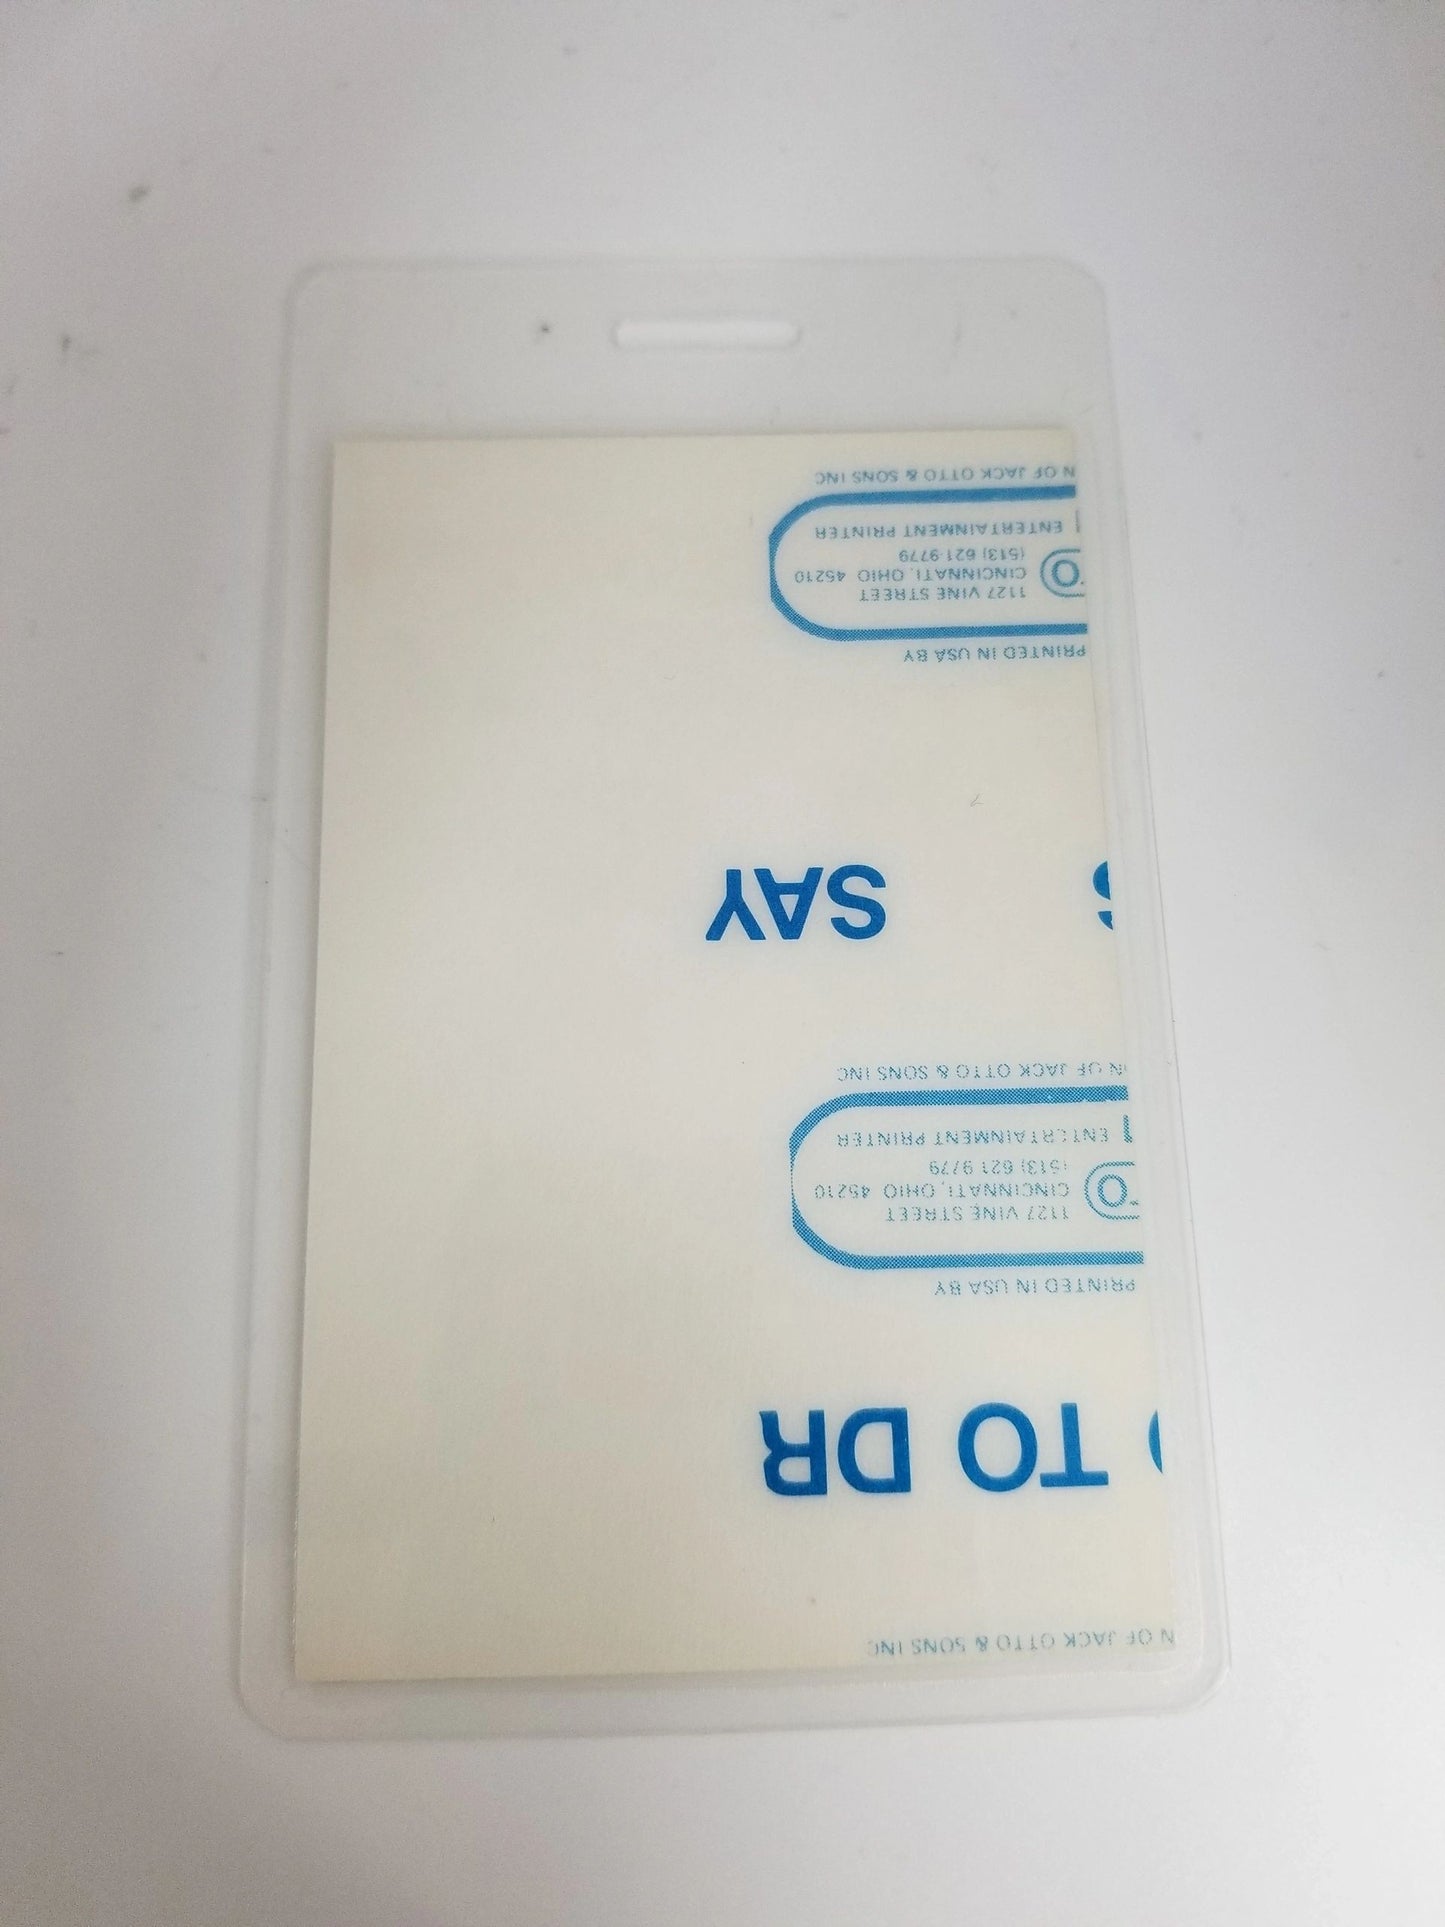 N OF JACK OTTO & SONS INC
TO DR
PRINTED IN USA BY
1127 VINE STREET
TO CINCINNATI, OHIO 45210
(513) 621 9779
ENTERTAINMENT PRINTER
N OF JACK OTTO & SONS INC
S SAY
PRINTED IN USA BY
1127 VINE STREET
TO CINCINNATI, OHIO 45210
(513) 621-9779
ENTERTAINMENT PRINTER
N OF JACK OTTO & SONS INC